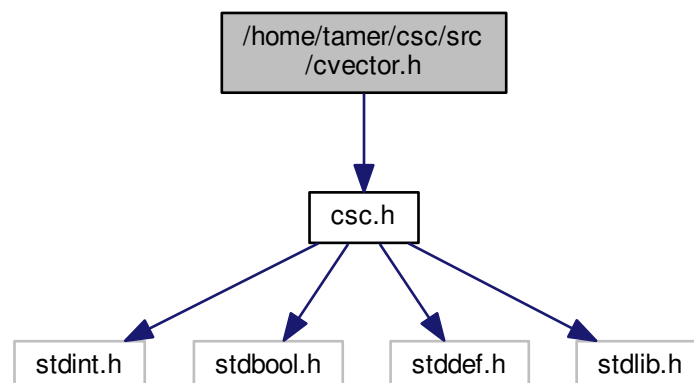 /home/tamer/csc/src
/cvector.h
csc.h
stdint.h
stdbool.h
stddef.h
stdlib.h